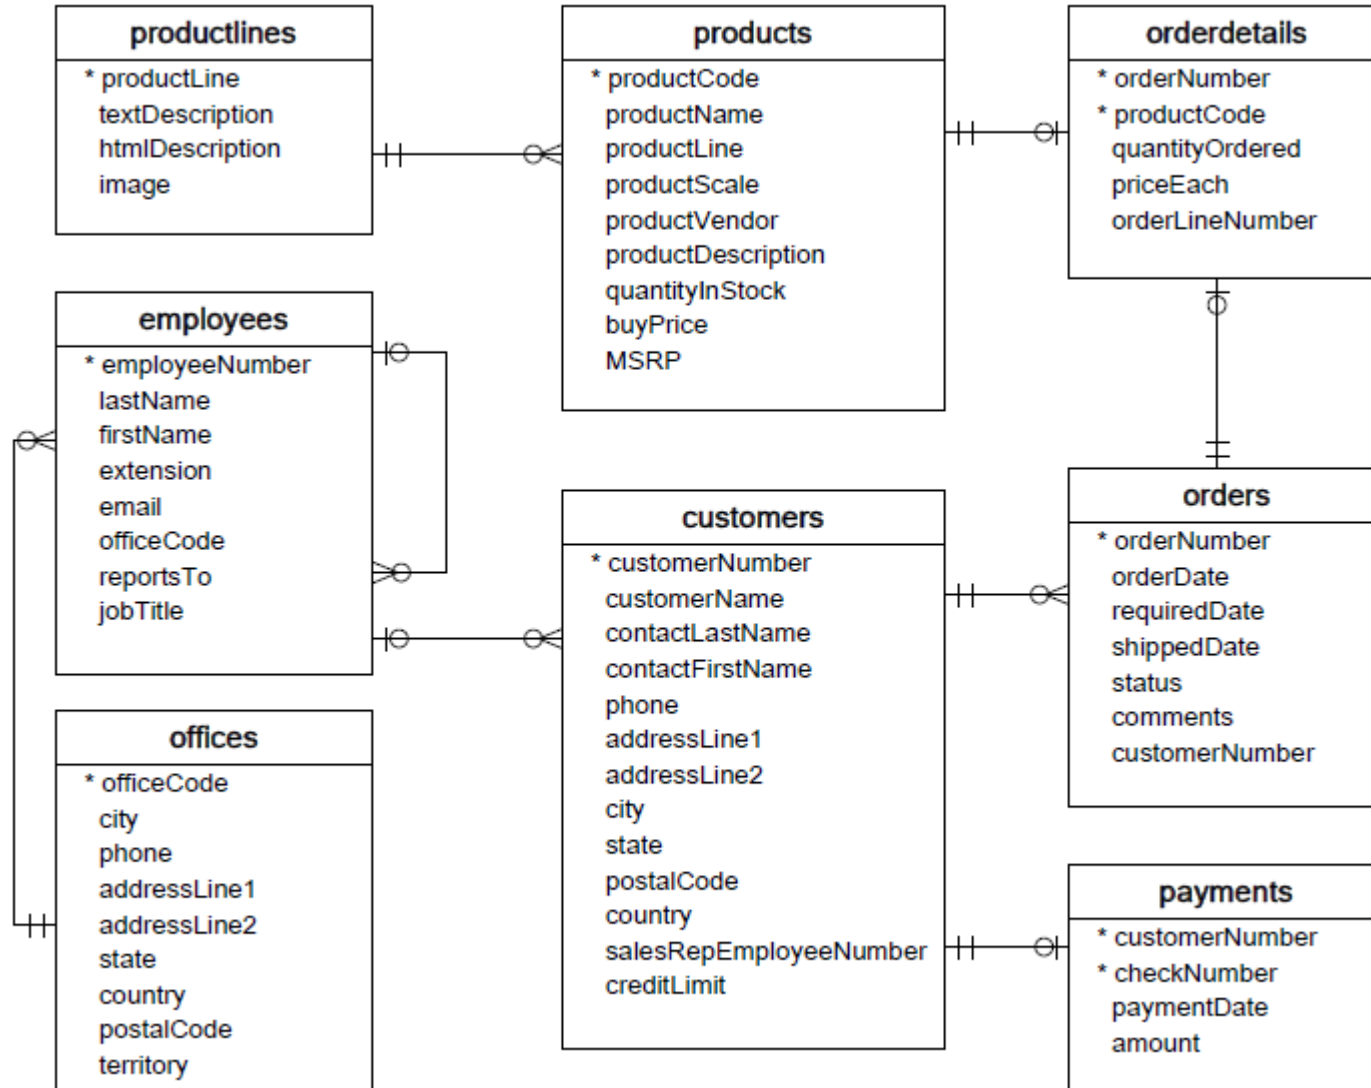 productlines
* productLine
textDescription
htmlDescription
image
products
* productCode
productName
productLine
productScale
productVendor
productDescription
quantityInStock
buyPrice
MSRP
orderdetails
* orderNumber
* productCode
quantityOrdered
priceEach
orderLineNumber
employees
* employeeNumber
lastName
firstName
extension
email
officeCode
reportsTo
jobTitle
customers
* customerNumber
customerName
contactLastName
contactFirstName
phone
addressLine1
addressLine2
city
state
postalCode
country
salesRepEmployeeNumber
creditLimit
orders
* orderNumber
orderDate
requiredDate
shippedDate
status
comments
customerNumber
offices
* officeCode
city
phone
addressLine1
addressLine2
state
country
postalCode
territory
payments
* customerNumber
* checkNumber
paymentDate
amount